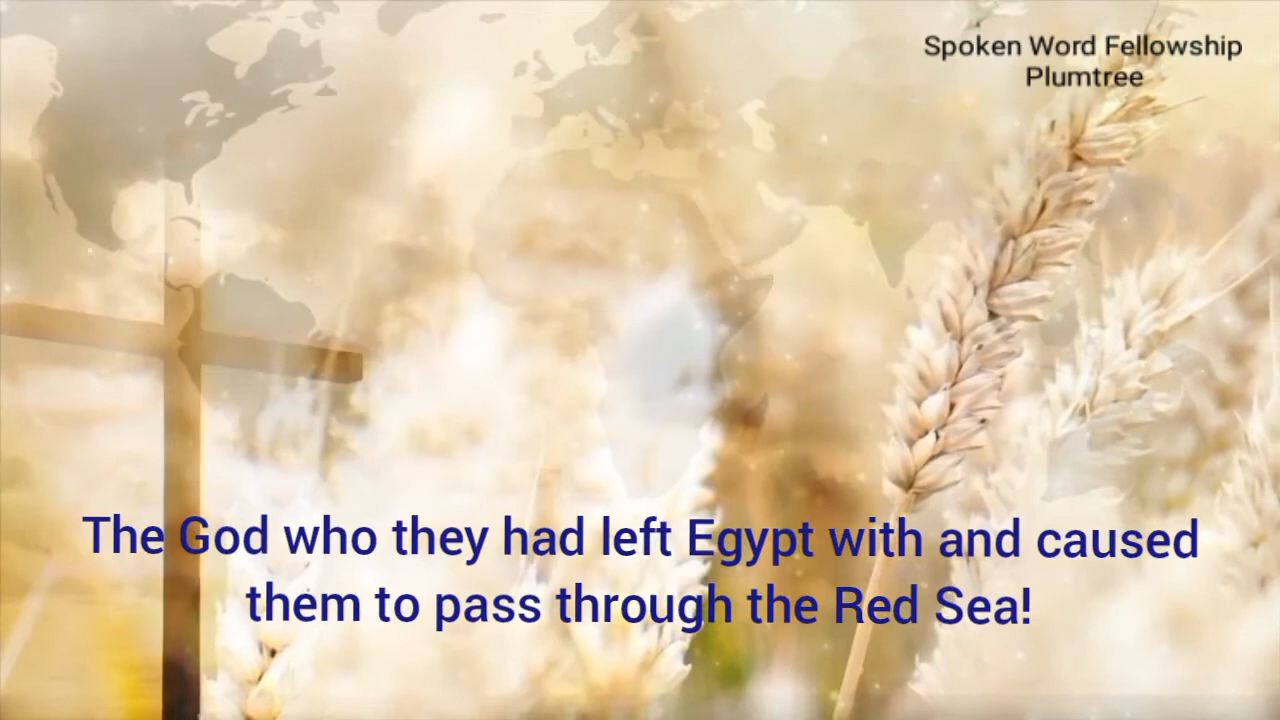 Spoken Word Fellowship
Plumtree
The God who they had left Egypt with and caused
them to pass through the Red Sea!